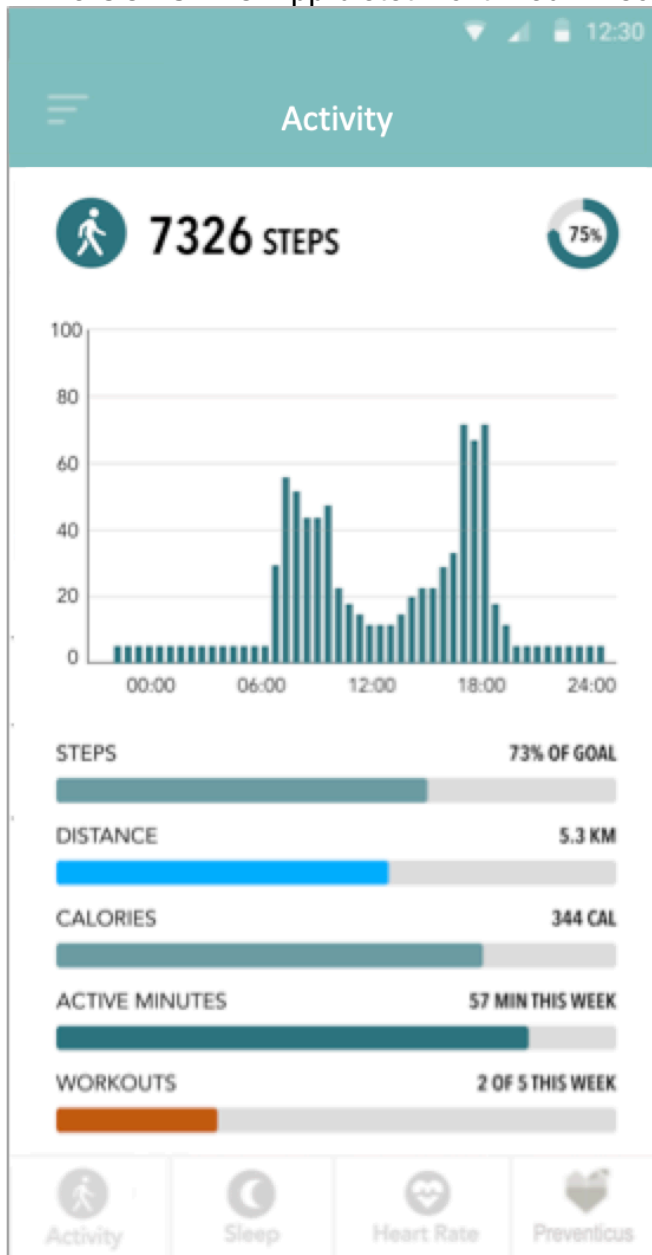 12:30
Activity
7326 STEPS
75%
100
80
60
40
20
0
00:00 06:00 12:00 18:00 24:00
STEPS 73% OF GOAL
DISTANCE 5.3 KM
CALORIES 344 CAL
ACTIVE MINUTES 57 MIN THIS WEEK
WORKOUTS 2 OF 5 THIS WEEK
Activity Sleep Heart Rate Preventicus